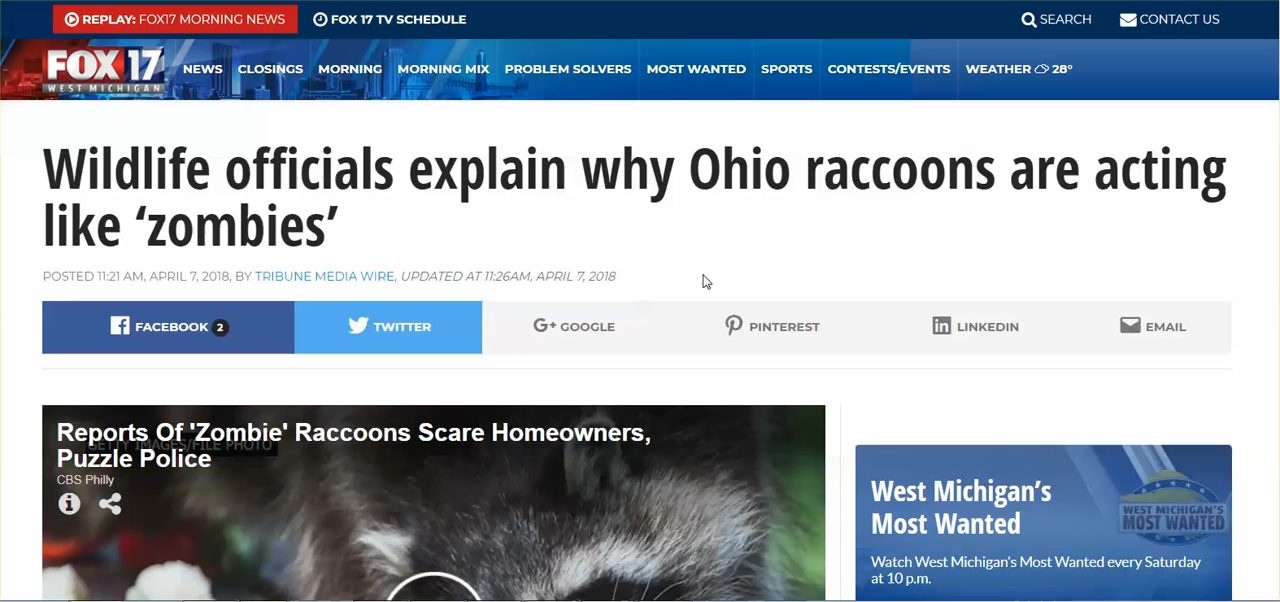 REPLAY: FOX17 MORNING NEWS FOX 17 TV SCHEDULE SEARCH CONTACT US
FOX 17
WEST MICHIGAN
NEWS CLOSINGS MORNING MORNING MIX PROBLEM SOLVERS MOST WANTED SPORTS CONTESTS/EVENTS WEATHER 28°
Wildlife officials explain why Ohio raccoons are acting
like ‘zombies’
POSTED 11:21 AM, APRIL 7, 2018, BY TRIBUNE MEDIA WIRE, UPDATED AT 11:26AM, APRIL 7, 2018
FACEBOOK 2 TWITTER G+ GOOGLE PINTEREST LINKEDIN EMAIL
Reports Of 'Zombie' Raccoons Scare Homeowners,
GETTY IMAGES/FILE PHOTO
Puzzle Police
CBS Philly
West Michigan's
Most Wanted
WEST MICHIGAN'S
MOST WANTED
Watch West Michigan's Most Wanted every Saturday
at 10 p.m.